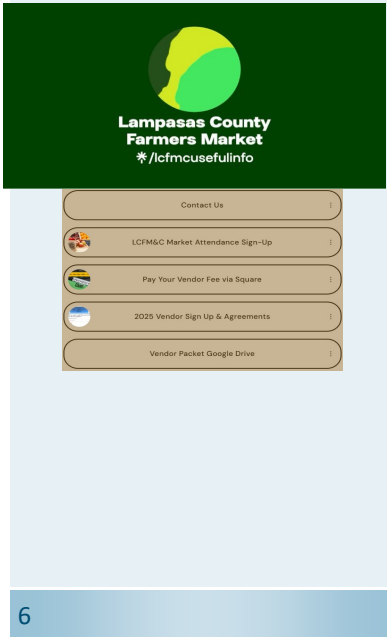 Lampasas County
Farmers Market
/lcfmcusefulinfo
Contact Us
LCFM&C Market Attendance Sign-Up
Pay Your Vendor Fee via Square
2025 Vendor Sign Up & Agreements
Vendor Packet Google Drive
6